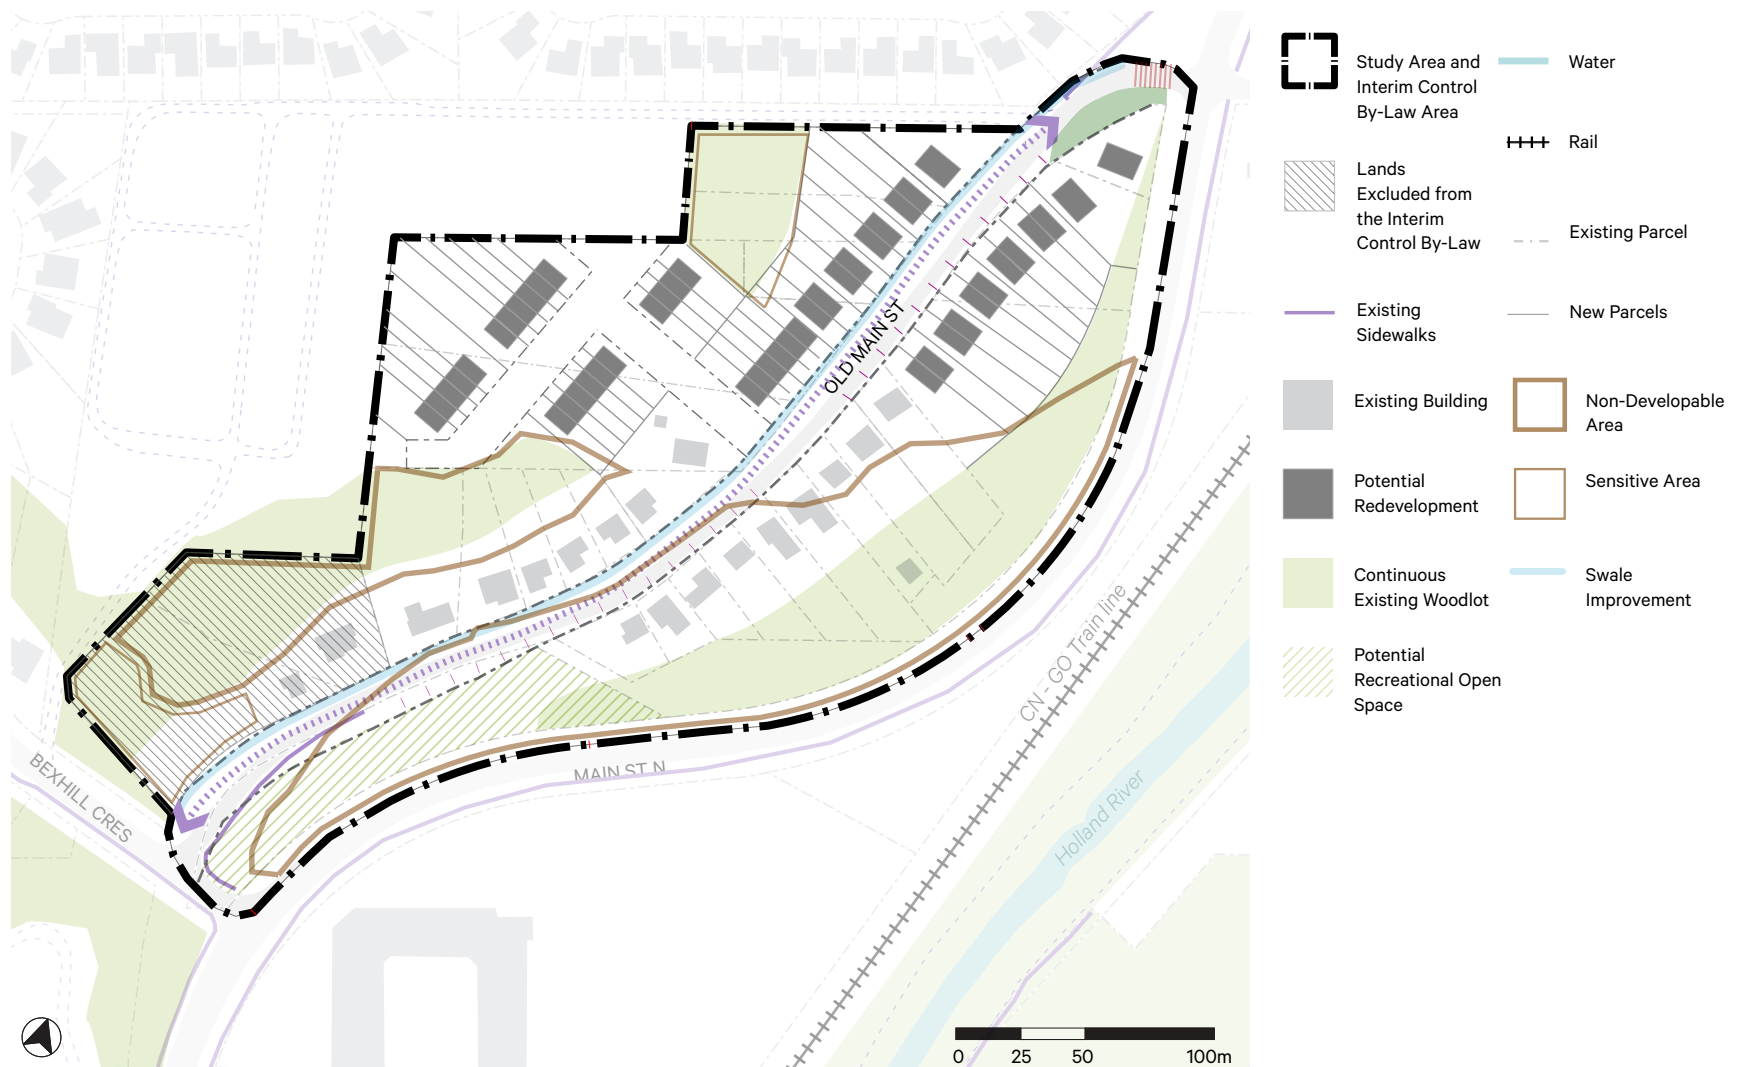 OLD MAIN ST
MAIN ST N
BEXHILL CRES
CN - GO Train line
Holland River
0 25 50 100m
Study Area and
Interim Control
By-Law Area
Lands
Excluded from
the Interim
Control By-Law
Existing
Sidewalks
Existing Building
Potential
Redevelopment
Continuous
Existing Woodlot
Potential
Recreational Open
Space
Water
Rail
Existing Parcel
New Parcels
Non-Developable
Area
Sensitive Area
Swale
Improvement